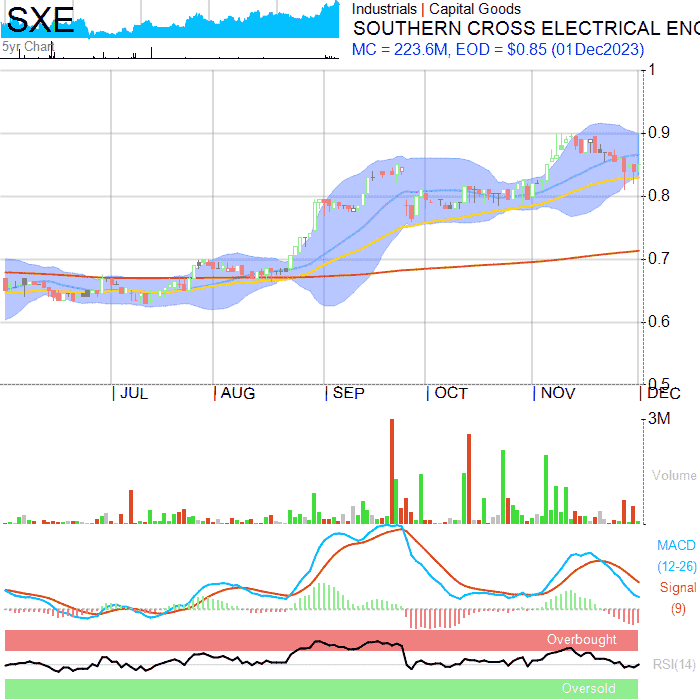 SXE
5yr Chart
Industrials | Capital Goods
SOUTHERN CROSS ELECTRICAL ENG
MC = 223.6M, EOD = $0.85 (01Dec2023)
1
0.9
0.8
0.7
0.6
0.5
JUL
AUG
SEP
OCT
NOV
DEC
3M
Volume
MACD
(12-26)
Signal
(9)
Overbought
RSI(14)
Oversold